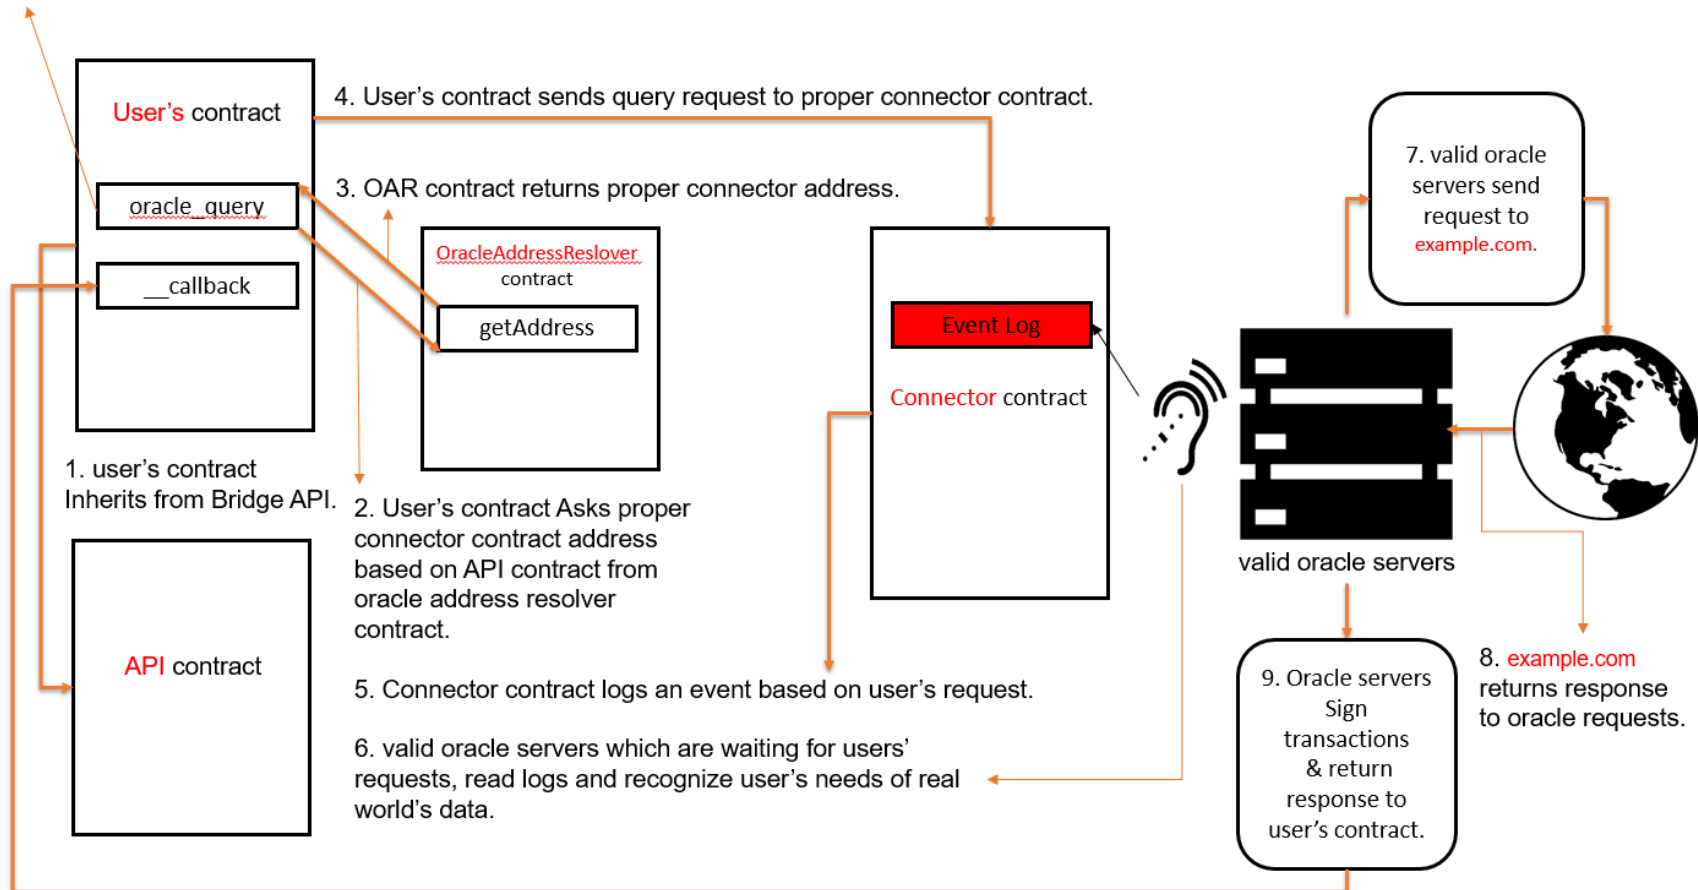 User's contract
oracle_query
__callback
4. User's contract sends query request to proper connector contract.
3. OAR contract returns proper connector address.
OracleAddressReslover
contract
getAddress
1. user's contract
Inherits from Bridge API.
2. User's contract Asks proper
connector contract address
based on API contract from
oracle address resolver
contract.
API contract
Event Log
Connector contract
5. Connector contract logs an event based on user's request.
6. valid oracle servers which are waiting for users'
requests, read logs and recognize user's needs of real
world's data.
7. valid oracle
servers send
request to
example.com.
valid oracle servers
8. example.com
returns response
to oracle requests.
9. Oracle servers
Sign
transactions
& return
response to
user's contract.